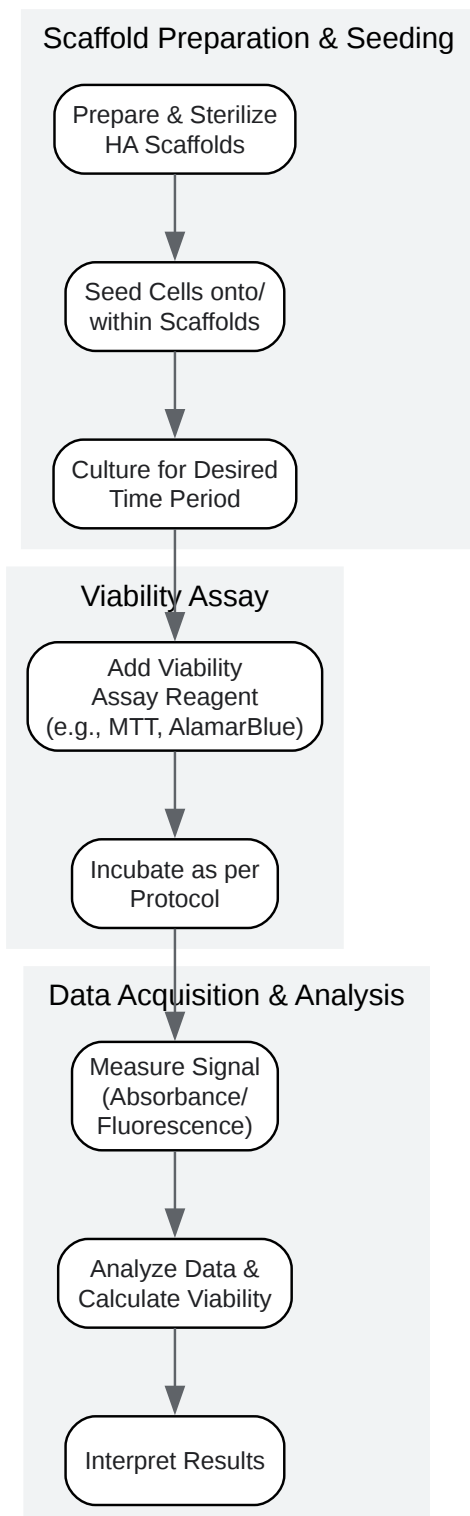 Scaffold Preparation & Seeding
Prepare & Sterilize
HA Scaffolds
Seed Cells onto/
within Scaffolds
Culture for Desired
Time Period
Viability Assay
Add Viability
Assay Reagent
(e.g., MTT, AlamarBlue)
Incubate as per
Protocol
Data Acquisition & Analysis
Measure Signal
(Absorbance/
Fluorescence)
Analyze Data &
Calculate Viability
Interpret Results